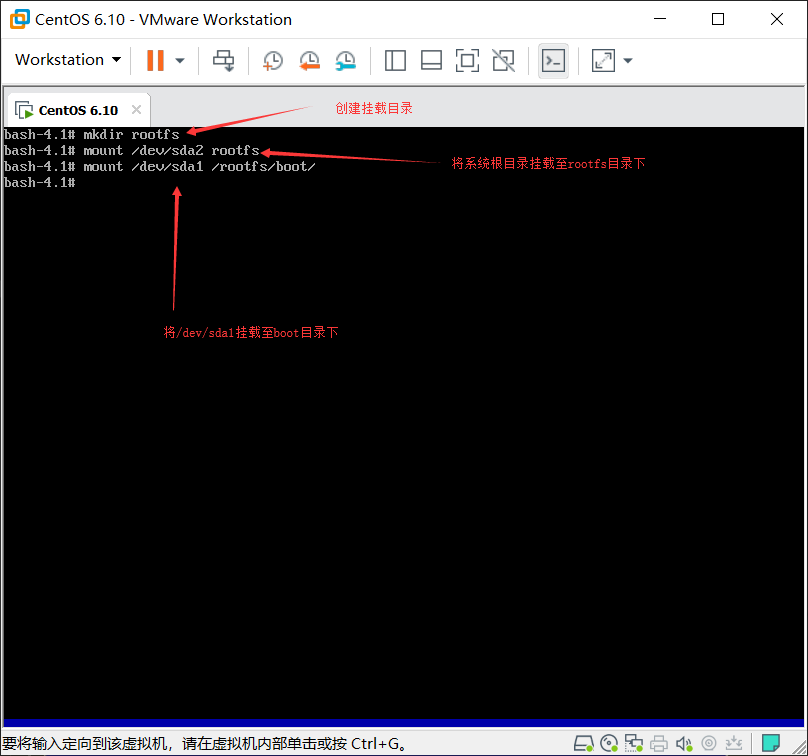 CentOS 6.10 - VMware Workstation
Workstation
CentOS 6.10
bash-4.1# mkdir rootfs
创建挂载目录
bash-4.1# mount /dev/sda2 rootfs
将系统根目录挂载至rootfs目录下
bash-4.1# mount /dev/sda1 /rootfs/boot/
bash-4.1#
将/dev/sda1挂载至boot目录下
要将输入定向到该虚拟机，请在虚拟机内部单击或按 Ctrl+G。